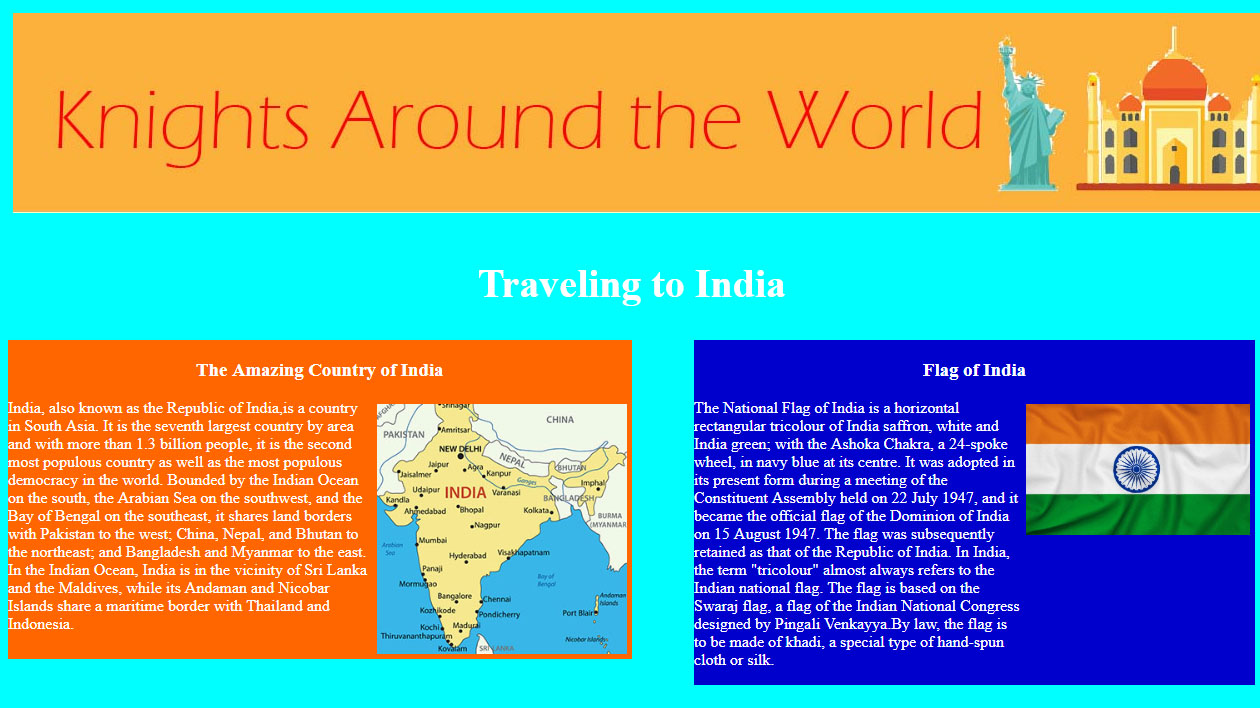 Knights Around the World
Traveling to India
The Amazing Country of India
India, also known as the Republic of India,is a country
in South Asia. It is the seventh largest country by area
and with more than 1.3 billion people, it is the second
most populous country as well as the most populous
democracy in the world. Bounded by the Indian Ocean
on the south, the Arabian Sea on the southwest, and the
Bay of Bengal on the southeast, it shares land borders
with Pakistan to the west; China, Nepal, and Bhutan to
the northeast; and Bangladesh and Myanmar to the east.
In the Indian Ocean, India is in the vicinity of Sri Lanka
and the Maldives, while its Andaman and Nicobar
Islands share a maritime border with Thailand and
Indonesia.
Srinagar
CHINA
Amritsar
PAKISTAN
NEW DELHI
NEPAL
Jaipur
Agra
BHUTAN
Jaisalmer
Kanpur
Ganges
Imphal
Udaipur
INDIA
Varanasi
Kandla
BANGLADESH
Ahmedabad
Bhopal
Kolkata
Nagpur
BURMA
(MYANMAR
Mumbai
Arabian
Sea
Hyderabad
Visakhapatnam
Panaji
Mormugao
Bay of
Bengal
Bangalore
Chennai
Andaman
Islands
Kozhikode
Pondicherry
Port Blair
Kochi
Madurai
Thiruvananthapuram
Nicobar Islands
Kovalam
SRI LANKA
Flag of India
The National Flag of India is a horizontal
rectangular tricolour of India saffron, white and
India green; with the Ashoka Chakra, a 24-spoke
wheel, in navy blue at its centre. It was adopted in
its present form during a meeting of the
Constituent Assembly held on 22 July 1947, and it
became the official flag of the Dominion of India
on 15 August 1947. The flag was subsequently
retained as that of the Republic of India. In India,
the term "tricolour" almost always refers to the
Indian national flag. The flag is based on the
Swaraj flag, a flag of the Indian National Congress
designed by Pingali Venkayya.By law, the flag is
to be made of khadi, a special type of hand-spun
cloth or silk.